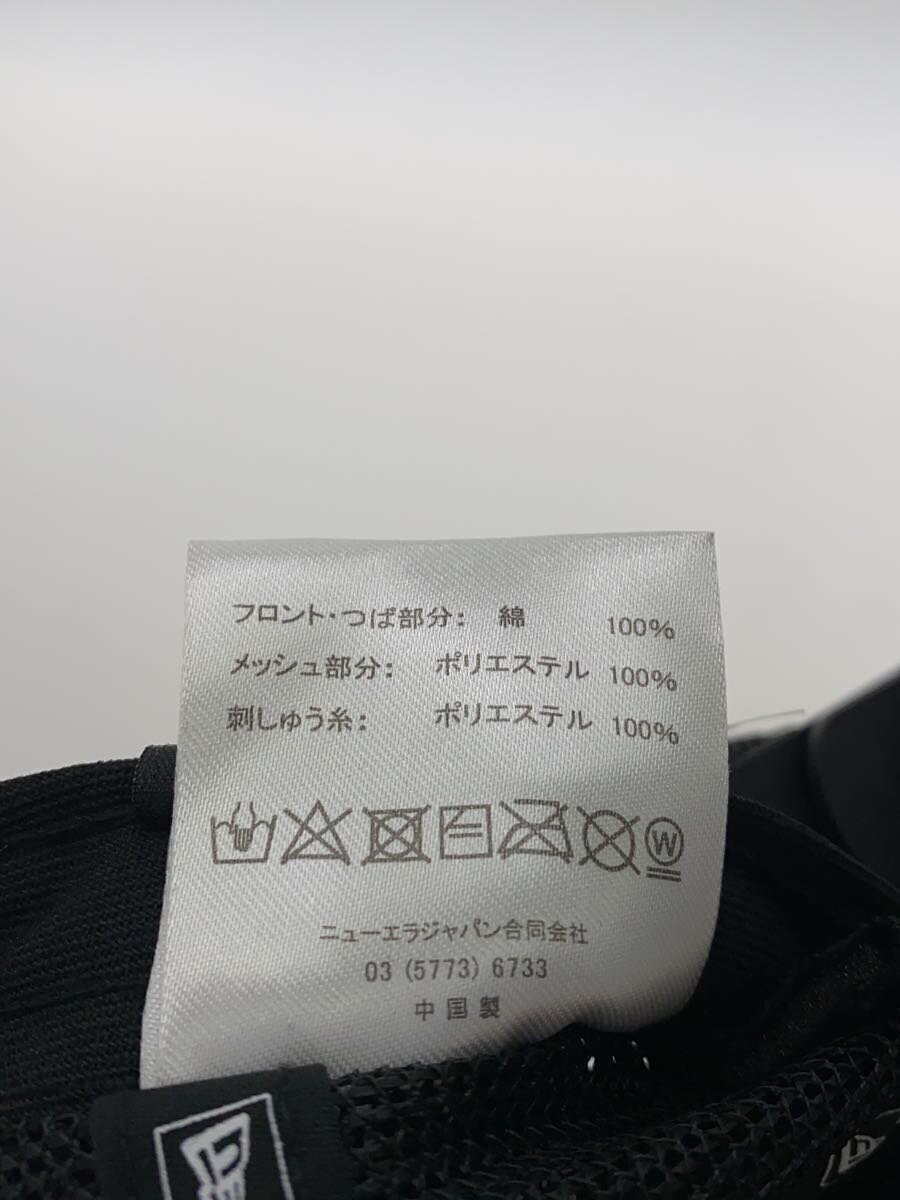 フロント・つば部分： 綿 100%
メッシュ部分： ポリエステル 100%
刺しゅう糸： ポリエステル 100%
W
ニューエラジャパン合同会社
03 (5773) 6733
中国製